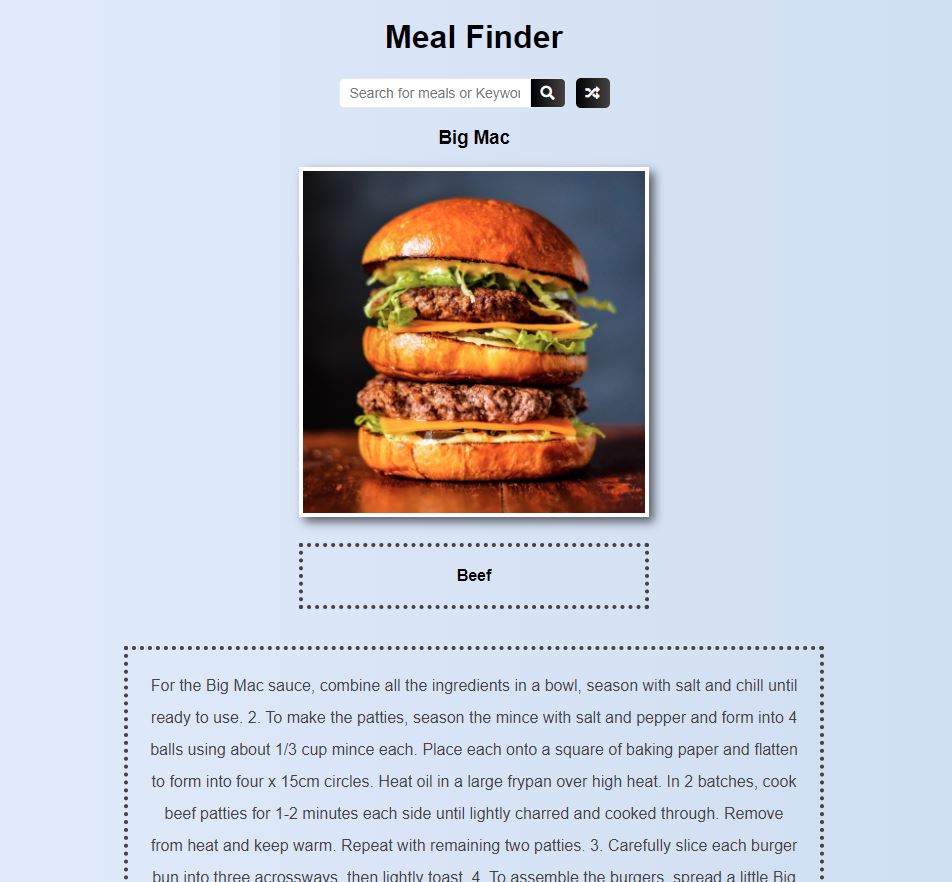 Meal Finder
Search for meals or Keywor
Big Mac
Beef
For the Big Mac sauce, combine all the ingredients in a bowl, season with salt and chill until
ready to use. 2. To make the patties, season the mince with salt and pepper and form into 4
balls using about 1/3 cup mince each. Place each onto a square of baking paper and flatten
to form into four x 15cm circles. Heat oil in a large frypan over high heat. In 2 batches, cook
beef patties for 1-2 minutes each side until lightly charred and cooked through. Remove
from heat and keep warm. Repeat with remaining two patties. 3. Carefully slice each burger
bun into three acrossways, then lightly toast. 4. To assemble the burgers, spread a little Big